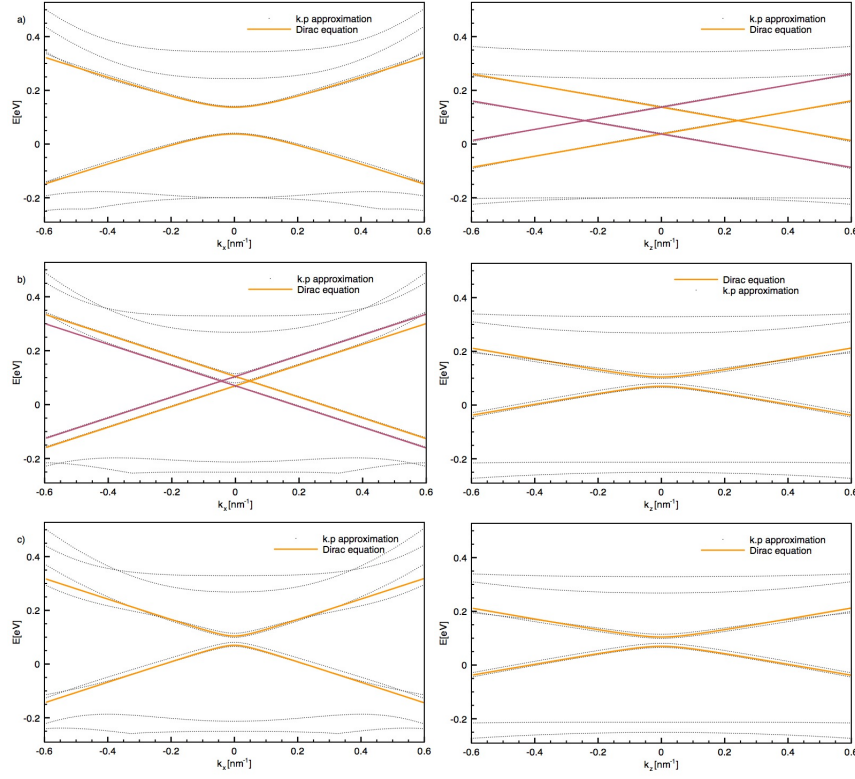 a)
k.p approximation
Dirac equation
E[eV]
0.4
0.2
0
-0.2
-0.6 -0.4 -0.2 0 0.2 0.4 0.6
kx[nm-1]
k.p approximation
Dirac equation
E[eV]
0.4
0.2
0
-0.2
-0.6 -0.4 -0.2 0 0.2 0.4 0.6
kz[nm-1]
b)
k.p approximation
Dirac equation
E[eV]
0.4
0.2
0
-0.2
-0.6 -0.4 -0.2 0 0.2 0.4 0.6
kx[nm-1]
Dirac equation
k.p approximation
E[eV]
0.4
0.2
0
-0.2
-0.6 -0.4 -0.2 0 0.2 0.4 0.6
kz[nm-1]
c)
k.p approximation
Dirac equation
E[eV]
0.4
0.2
0
-0.2
-0.6 -0.4 -0.2 0 0.2 0.4 0.6
kx[nm-1]
k.p approximation
Dirac equation
E[eV]
0.4
0.2
0
-0.2
-0.6 -0.4 -0.2 0 0.2 0.4 0.6
kz[nm-1]